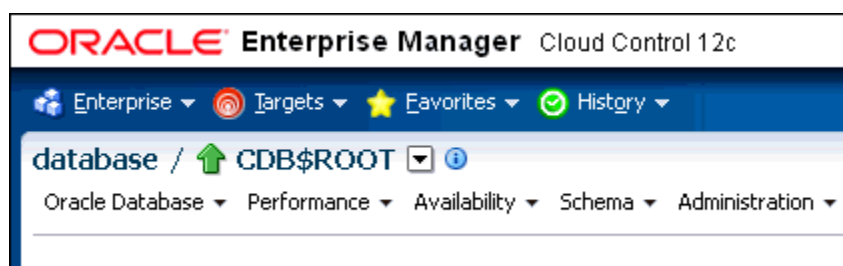 ORACLE Enterprise Manager Cloud Control 12c
Enterprise Targets Favorites History
database / CDB$ROOT
Oracle Database Performance Availability Schema Administration